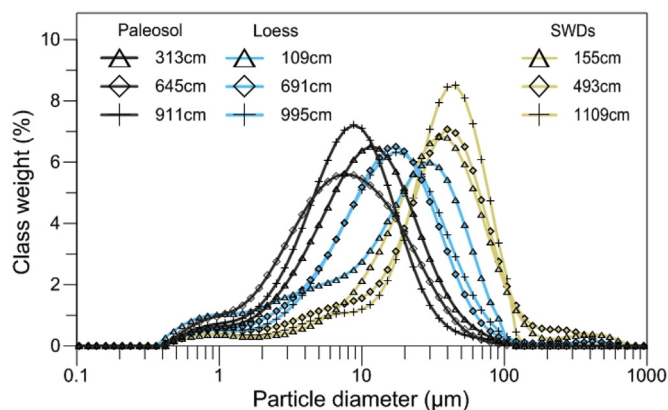 Paleosol Loess SWDs
313cm 109cm 155cm
645cm 691cm 493cm
911cm 995cm 1109cm
10
8
6
4
2
0
Class weight (%)
0.1 1 10 100 1000
Particle diameter (μm)